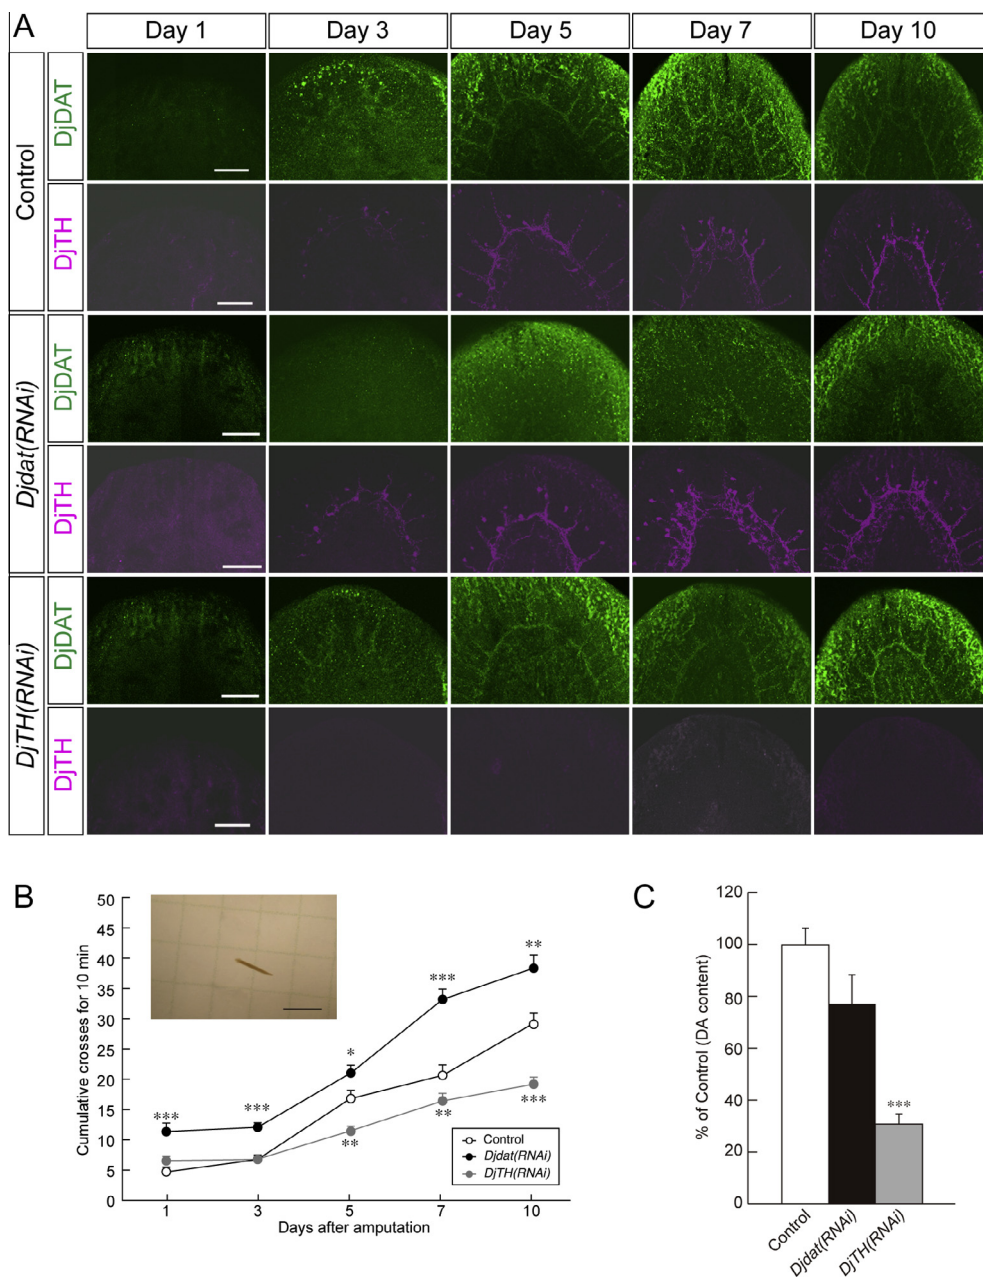 A
Day 1 Day 3 Day 5 Day 7 Day 10
Control
DjDAT
DjTH
Djdat(RNAi)
DjDAT
DjTH
DjTH(RNAi)
DjDAT
DjTH
B
Cumulative crosses for 10 min
50
45
40
35
30
25
20
15
10
5
0
***
***
*
***
**
**
**
***
Control
Djdat(RNAi)
DjTH(RNAi)
1 3 5 7 10
Days after amputation
C
% of Control (DA content)
120
100
80
60
40
20
0
***
Control
Djdat(RNAi)
DjTH(RNAi)